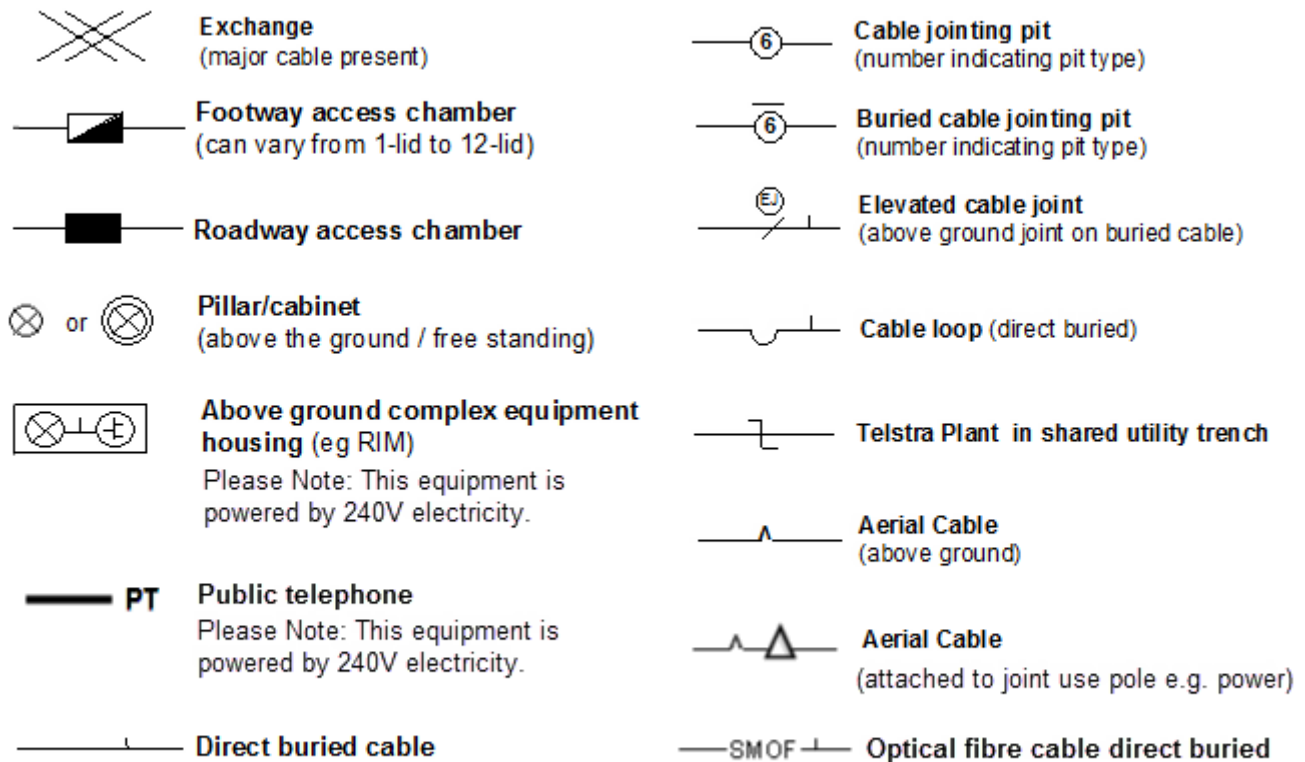 Exchange
(major cable present)
Footway access chamber
(can vary from 1-lid to 12-lid)
Roadway access chamber
or
Pillar/cabinet
(above the ground / free standing)
Above ground complex equipment
housing (eg RIM)
Please Note: This equipment is
powered by 240V electricity.
PT
Public telephone
Please Note: This equipment is
powered by 240V electricity.
Direct buried cable
6
Cable jointing pit
(number indicating pit type)
6
Buried cable jointing pit
(number indicating pit type)
EJ
Elevated cable joint
(above ground joint on buried cable)
Cable loop (direct buried)
Telstra Plant in shared utility trench
Aerial Cable
(above ground)
Aerial Cable
(attached to joint use pole e.g. power)
SMOF
Optical fibre cable direct buried